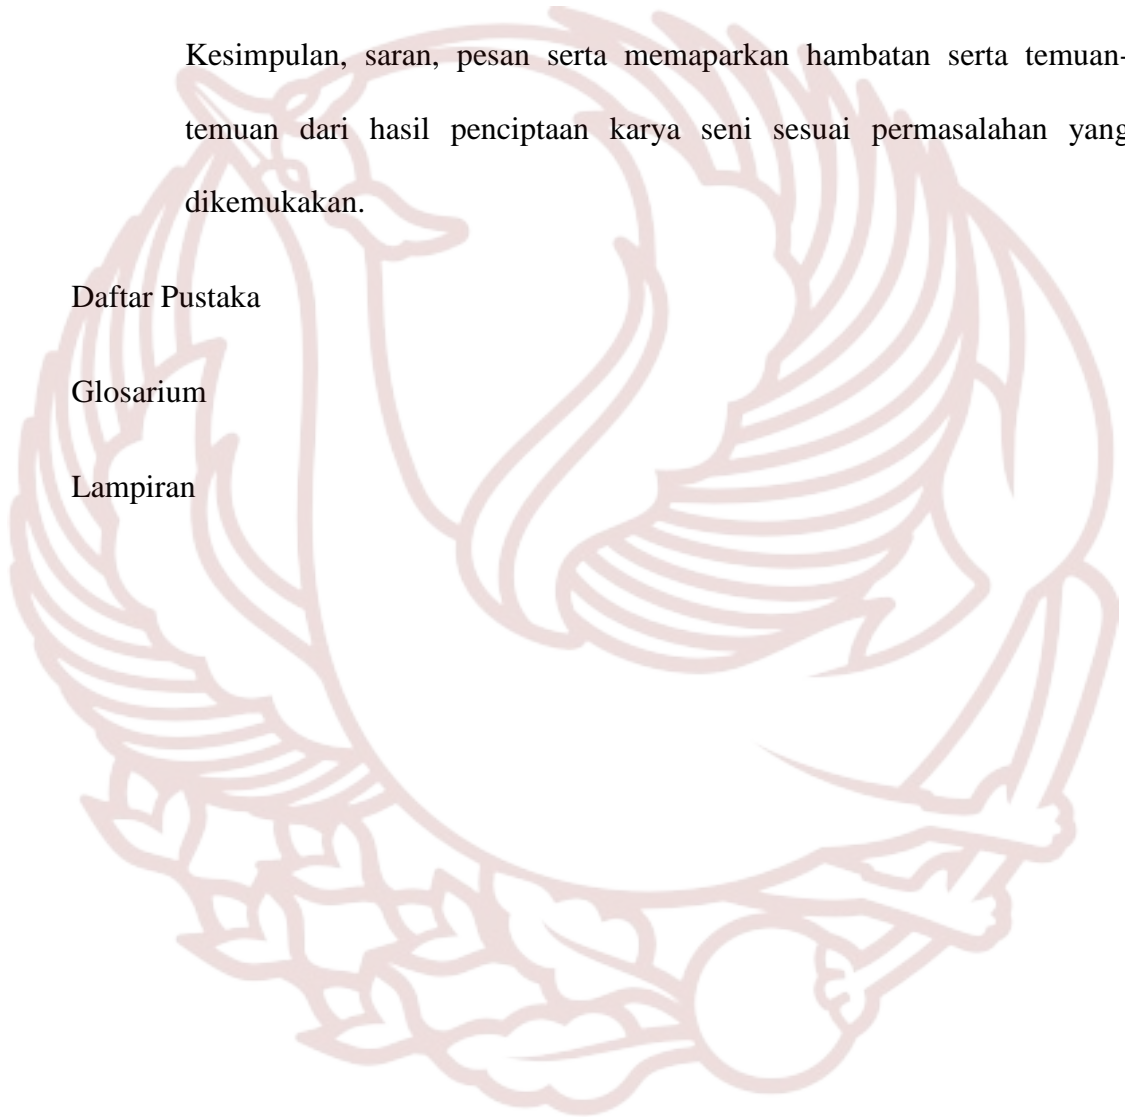 Kesimpulan, saran, pesan serta memaparkan hambatan serta temuan-
temuan dari hasil penciptaan karya seni sesuai permasalahan yang
dikemukakan.
Daftar Pustaka
Glosarium
Lampiran